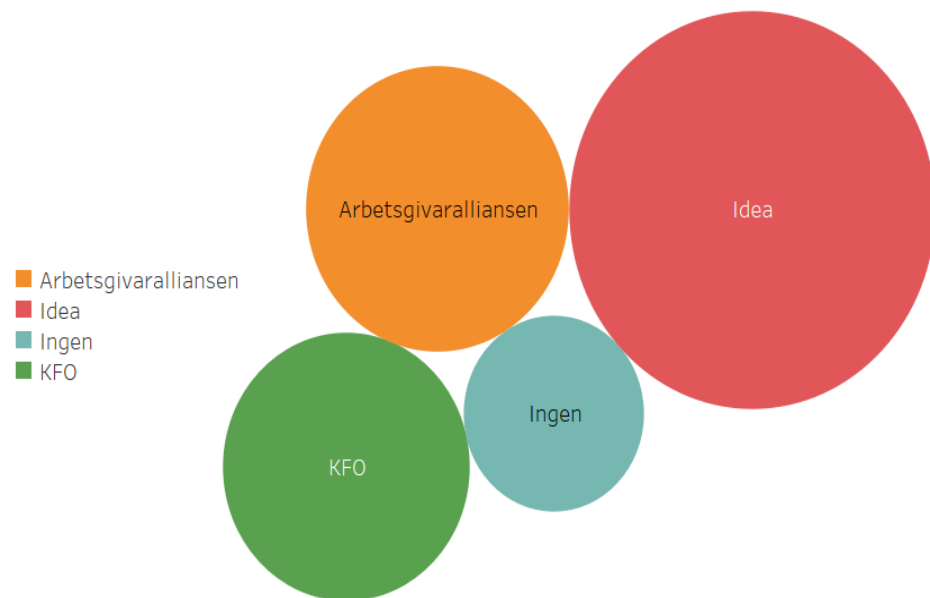 Arbetsgivaralliansen
Idea
Ingen
KFO
Arbetsgivaralliansen
Idea
Ingen
KFO